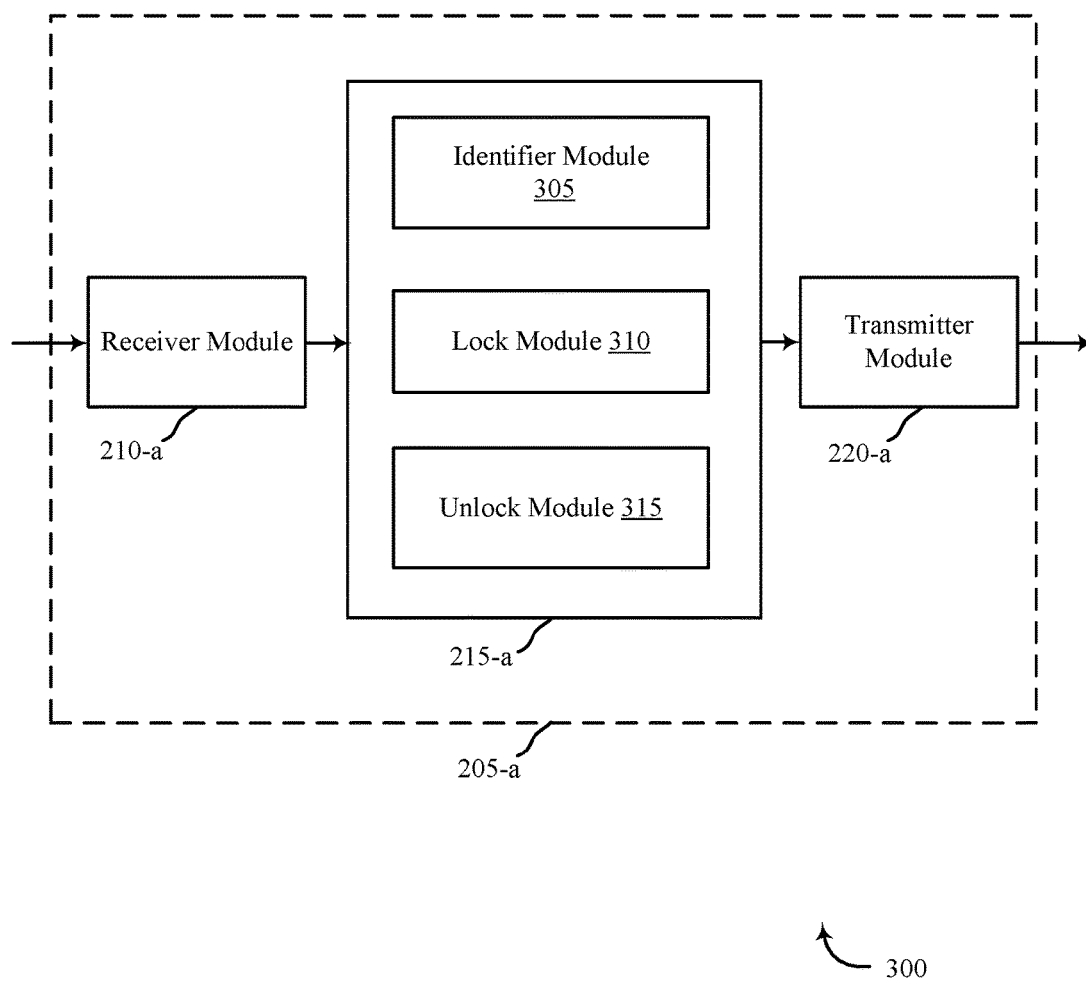 Identifier Module
305
Receiver Module
Lock Module 310
Transmitter
Module
210-a
220-a
Unlock Module 315
215-a
205-a
300